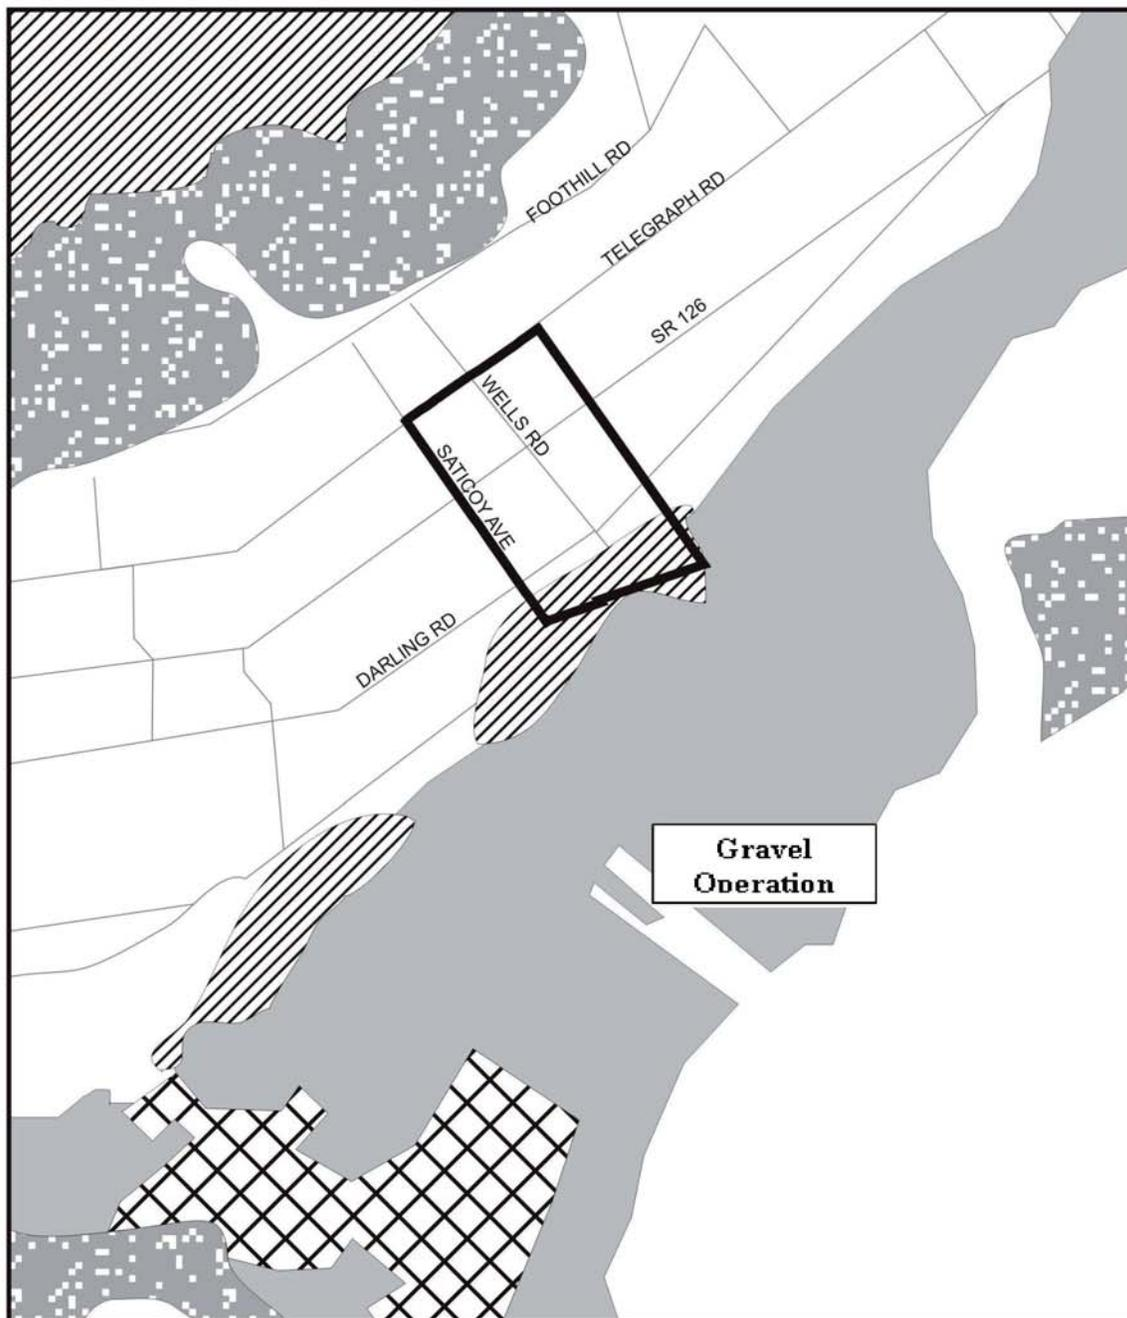 FOOTHILL RD
TELEGRAPH RD
SR 126
WELLS RD
SATICOY AVE
DARLING RD
Gravel
Operation